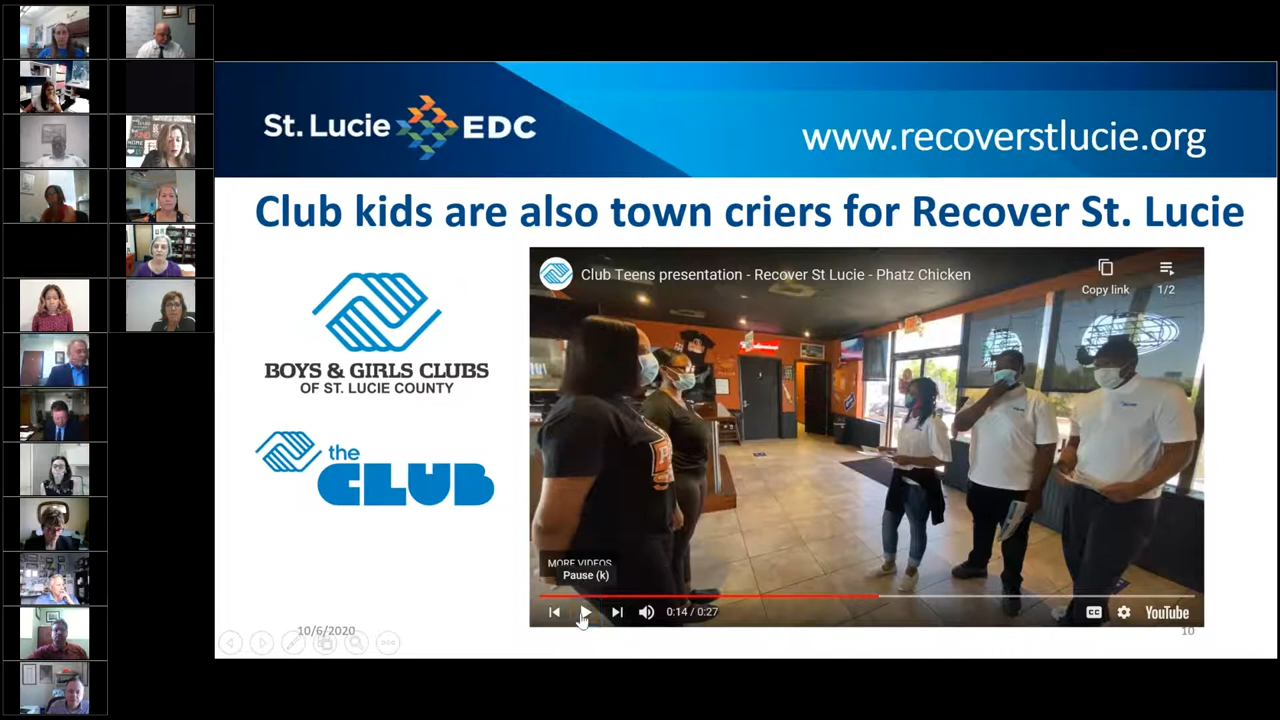 St. Lucie EDC
www.recoverstlucie.org
Club kids are also town criers for Recover St. Lucie
BOYS & GIRLS CLUBS
OF ST. LUCIE COUNTY
the
CLUB
Club Teens presentation - Recover St Lucie - Phatz Chicken
Copy link
1/2
MORE VIDEOS
Pause (k)
0:14 / 0:27
CC
YouTube
10/6/2020
10